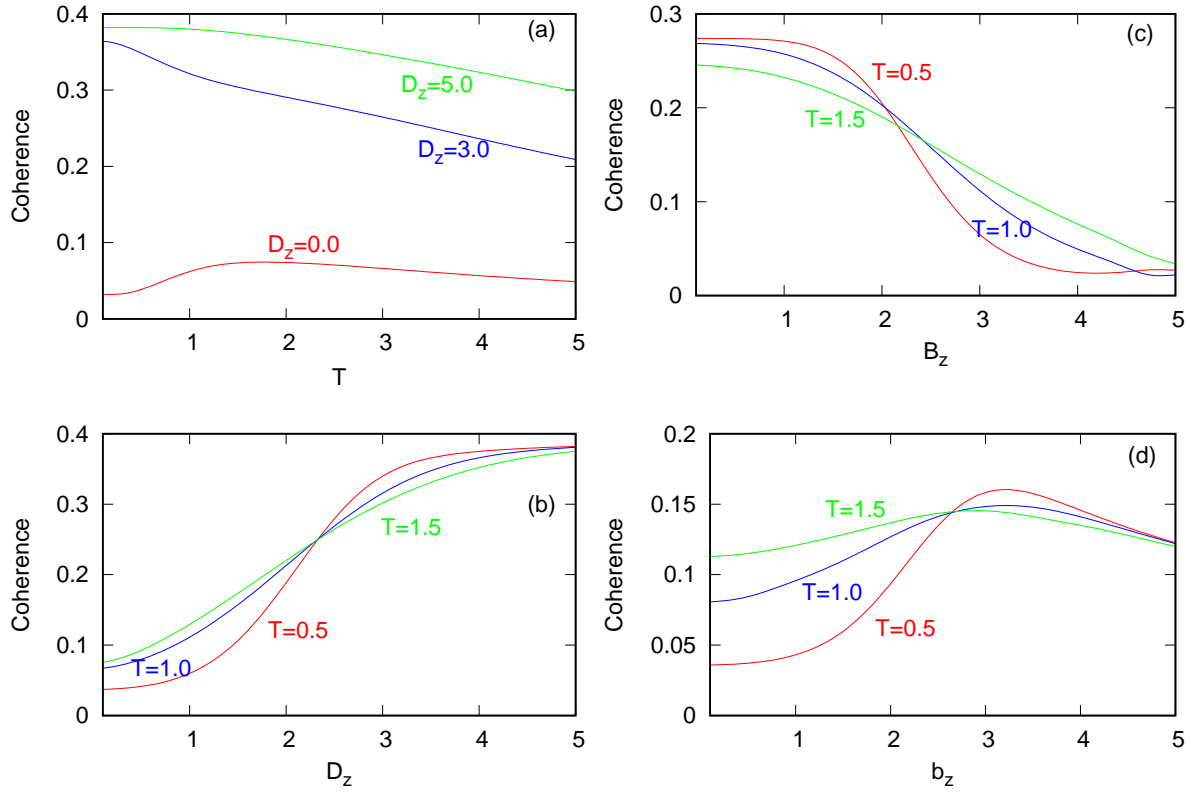 0.4
0.3
0.2
0.1
0
Coherence
(a)
D_z=5.0
D_z=3.0
D_z=0.0
1 2 3 4 5
T
0.3
0.2
0.1
0
Coherence
(c)
T=0.5
T=1.5
T=1.0
1 2 3 4 5
B_z
0.4
0.3
0.2
0.1
0
Coherence
(b)
T=1.5
T=0.5
T=1.0
1 2 3 4 5
D_z
0.2
0.15
0.1
0.05
0
Coherence
(d)
T=1.5
T=1.0
T=0.5
1 2 3 4 5
b_z